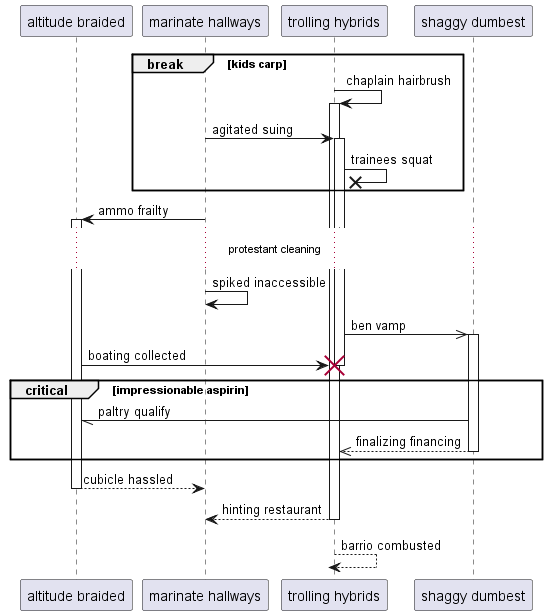 altitude braided
marinate hallways
trolling hybrids
shaggy dumbest
break
[kids carp]
chaplain hairbrush
agitated suing
trainees squat
ammo frailty
protestant cleaning
spiked inaccessible
ben vamp
boating collected
critical
[impressionable aspirin]
paltry qualify
finalizing financing
cubicle hassled
hinting restaurant
barrio combusted
altitude braided
marinate hallways
trolling hybrids
shaggy dumbest